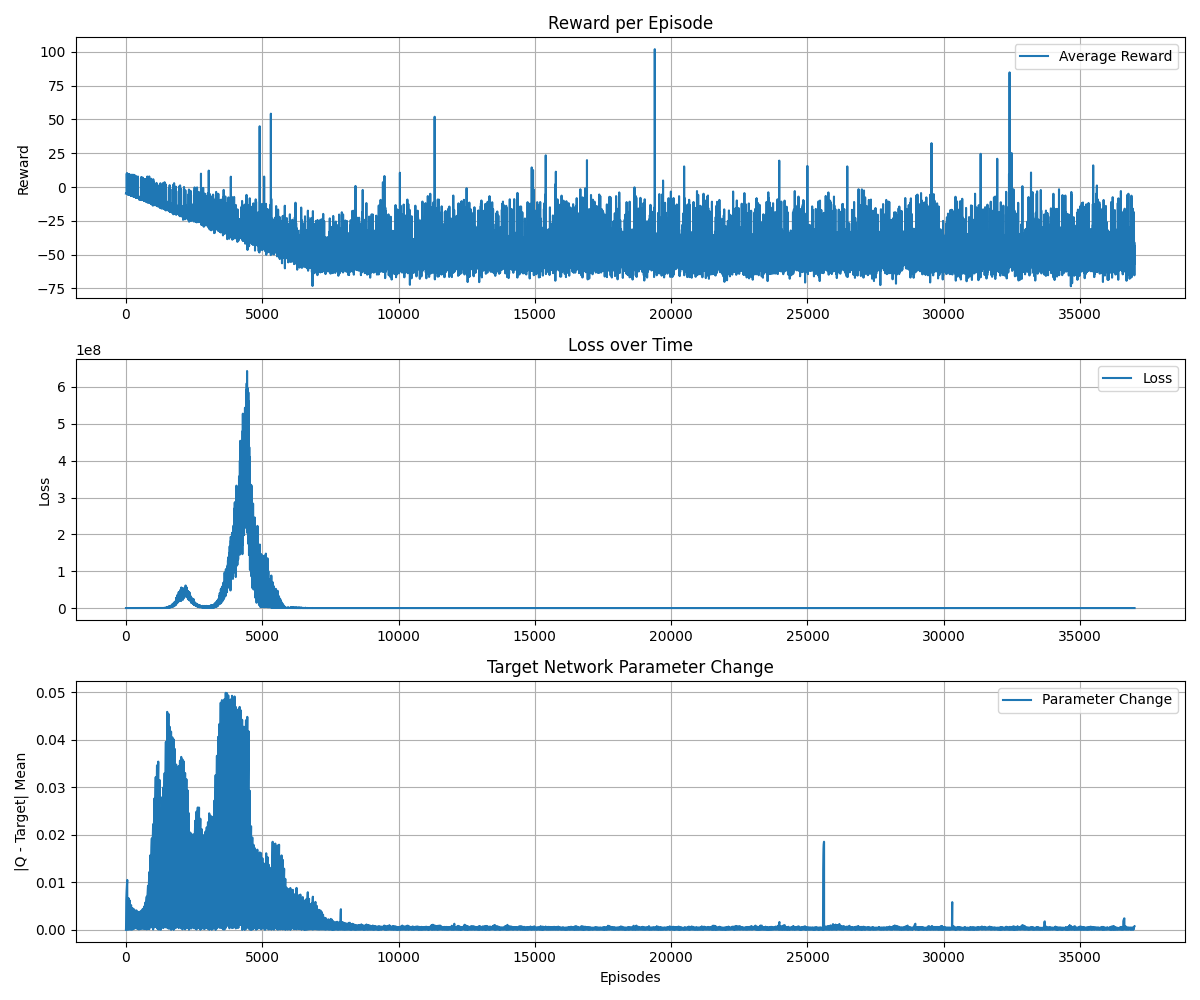 Reward per Episode
Average Reward
Reward
100
75
50
25
0
−25
−50
−75
0 5000 10000 15000 20000 25000 30000 35000
Loss over Time
1e8
Loss
Loss
6
5
4
3
2
1
0
0 5000 10000 15000 20000 25000 30000 35000
Target Network Parameter Change
Parameter Change
|Q - Target| Mean
0.05
0.04
0.03
0.02
0.01
0.00
0 5000 10000 15000 20000 25000 30000 35000
Episodes